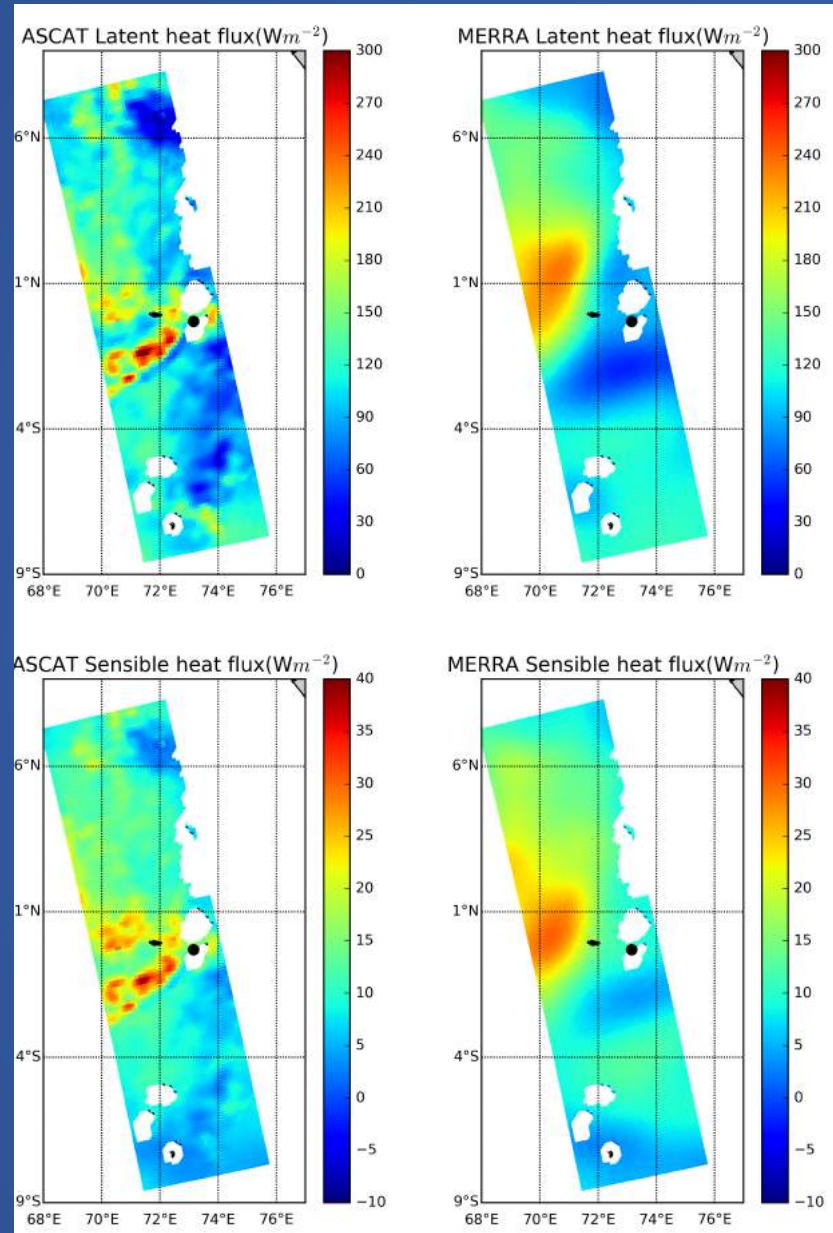 ASCAT Latent heat flux(Wm⁻²)
300
270
240
210
180
150
120
90
60
30
0
6°N
1°N
4°S
9°S
68°E 70°E 72°E 74°E 76°E
MERRA Latent heat flux(Wm⁻²)
300
270
240
210
180
150
120
90
60
30
0
6°N
1°N
4°S
9°S
68°E 70°E 72°E 74°E 76°E
ASCAT Sensible heat flux(Wm⁻²)
40
35
30
25
20
15
10
5
0
−5
−10
6°N
1°N
4°S
9°S
68°E 70°E 72°E 74°E 76°E
MERRA Sensible heat flux(Wm⁻²)
40
35
30
25
20
15
10
5
0
−5
−10
6°N
1°N
4°S
9°S
68°E 70°E 72°E 74°E 76°E